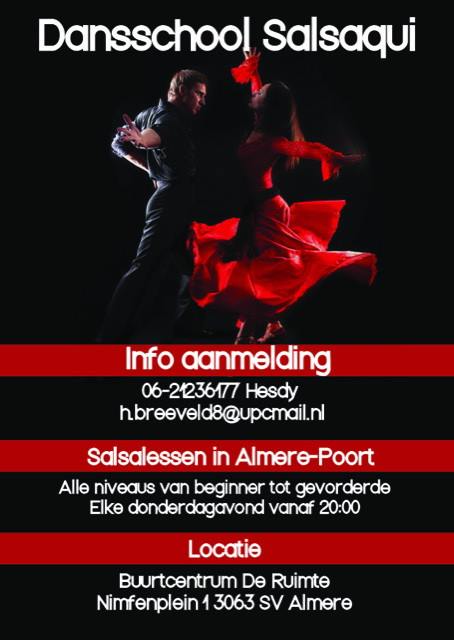 Dansschool Salsaqui
Info aanmelding
06-21236177 Hesdy
h.breeveld8@upcmail.nl
Salsalessen in Almere-Poort
Alle niveaus van beginner tot gevorderde
Elke donderdagavond vanaf 20:00
Locatie
Buurtcentrum De Ruimte
Nimfenplein 1 3063 SV Almere